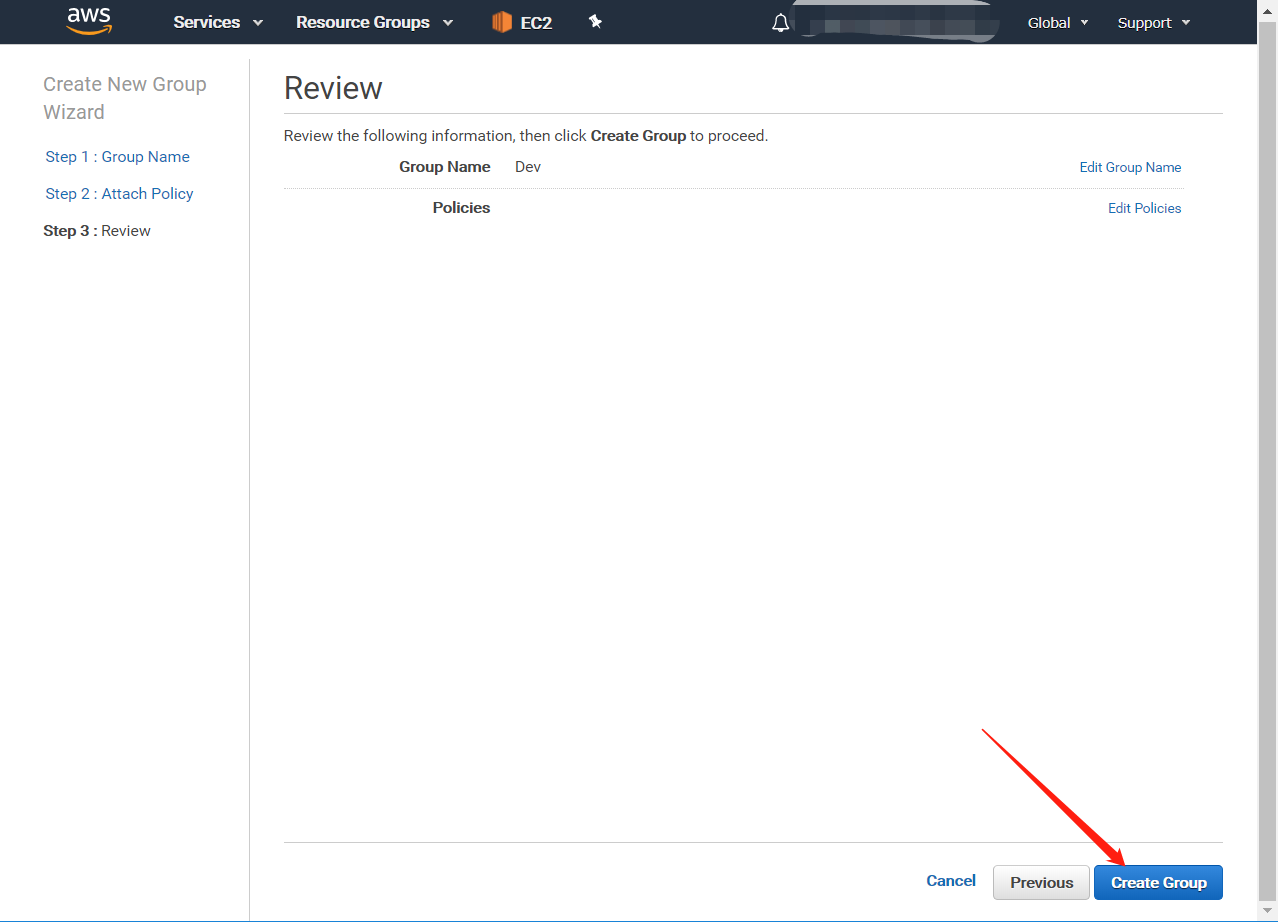 aws Services Resource Groups EC2 Global Support
Create New Group
Wizard
Step 1 : Group Name
Step 2 : Attach Policy
Step 3 : Review
Review
Review the following information, then click Create Group to proceed.
Group Name Dev Edit Group Name
Policies Edit Policies
Cancel Previous Create Group